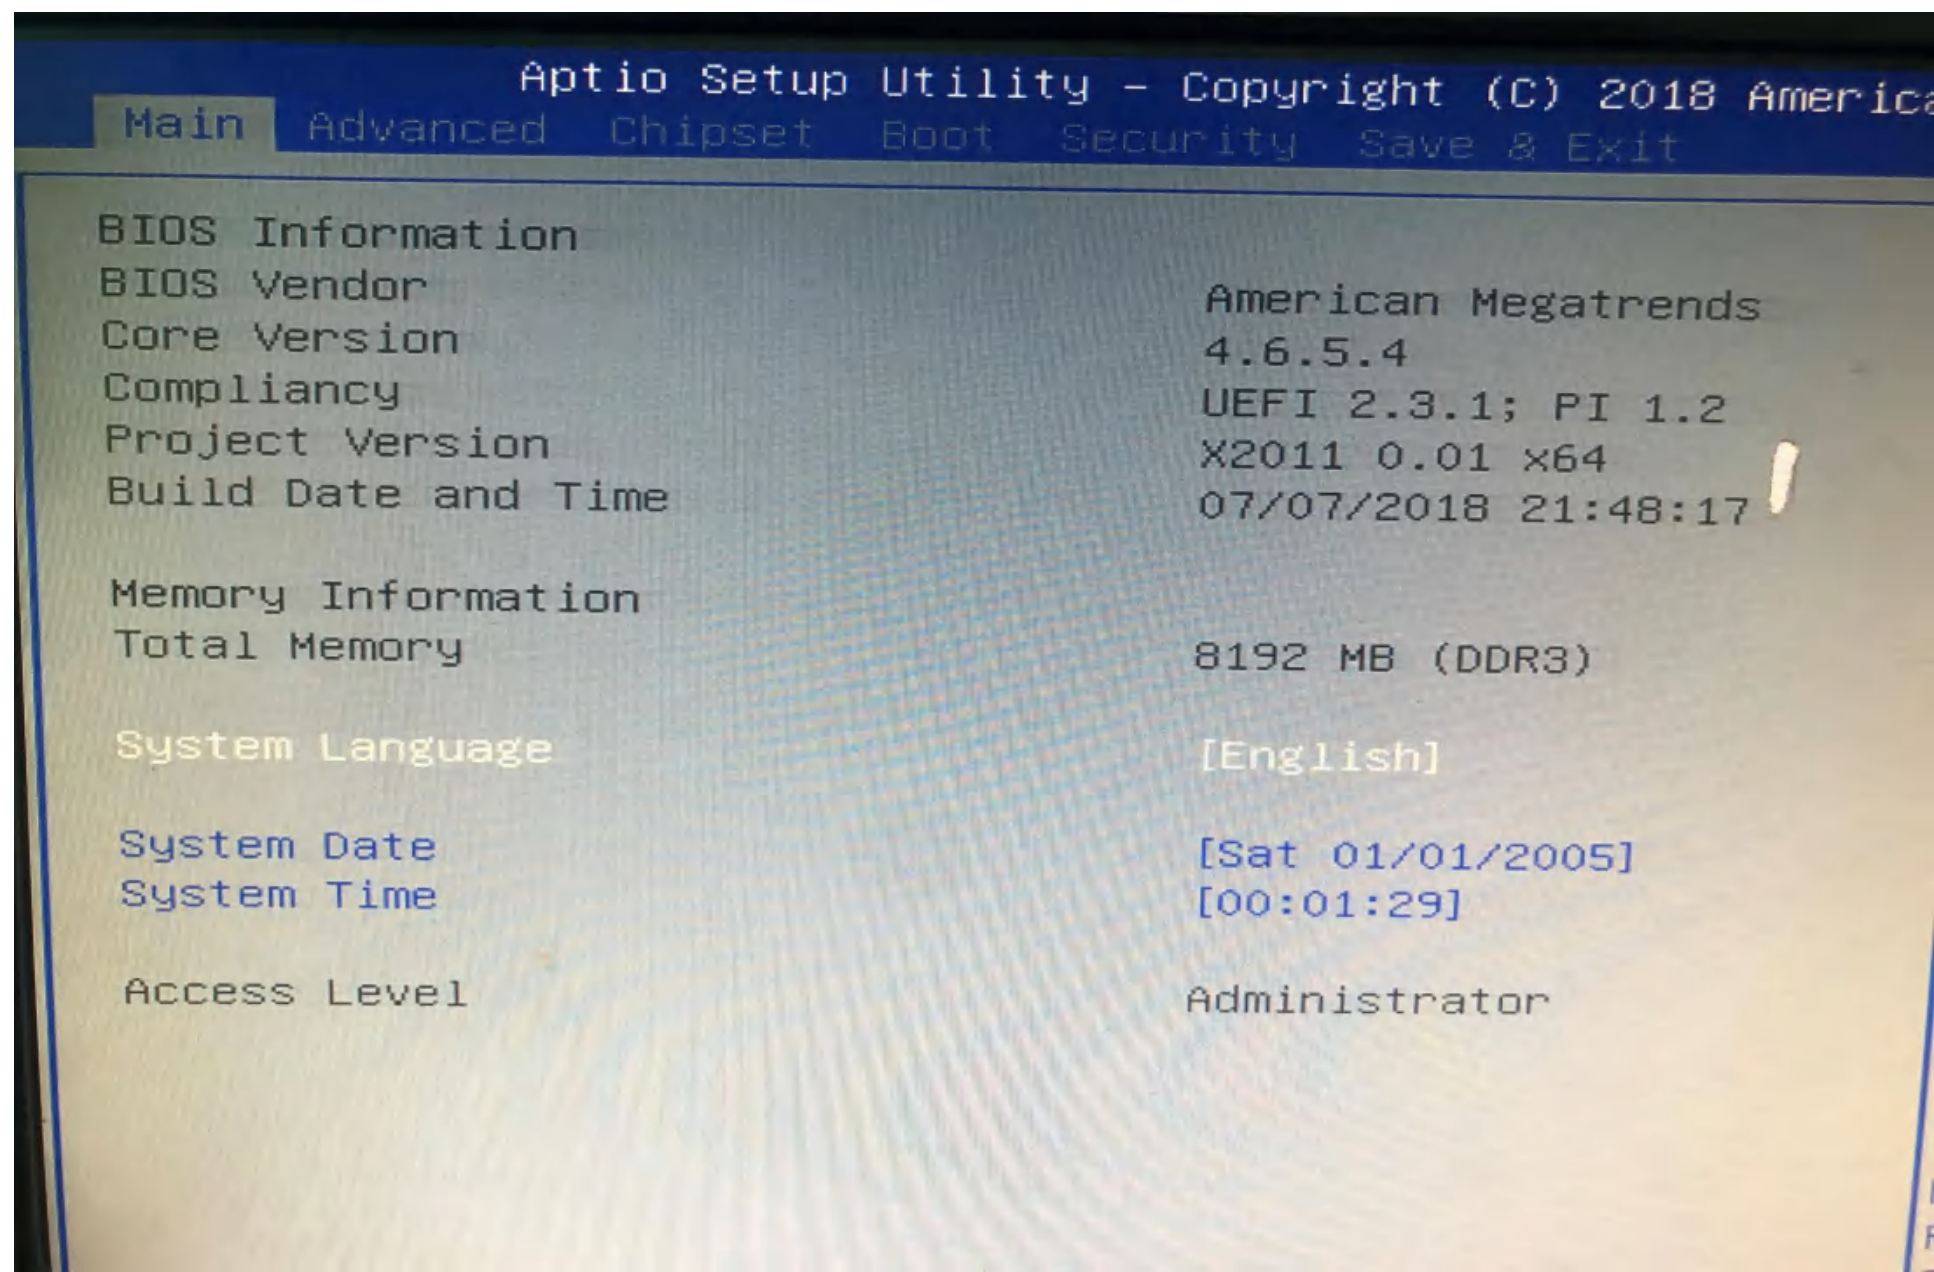 Aptio Setup Utility - Copyright (C) 2018 America
Main Advanced Chipset Boot Security Save & Exit
BIOS Information
BIOS Vendor American Megatrends
Core Version 4.6.5.4
Compliancy UEFI 2.3.1; PI 1.2
Project Version X2011 0.01 x64
Build Date and Time 07/07/2018 21:48:17
Memory Information
Total Memory 8192 MB (DDR3)
System Language [English]
System Date [Sat 01/01/2005]
System Time [00:01:29]
Access Level Administrator